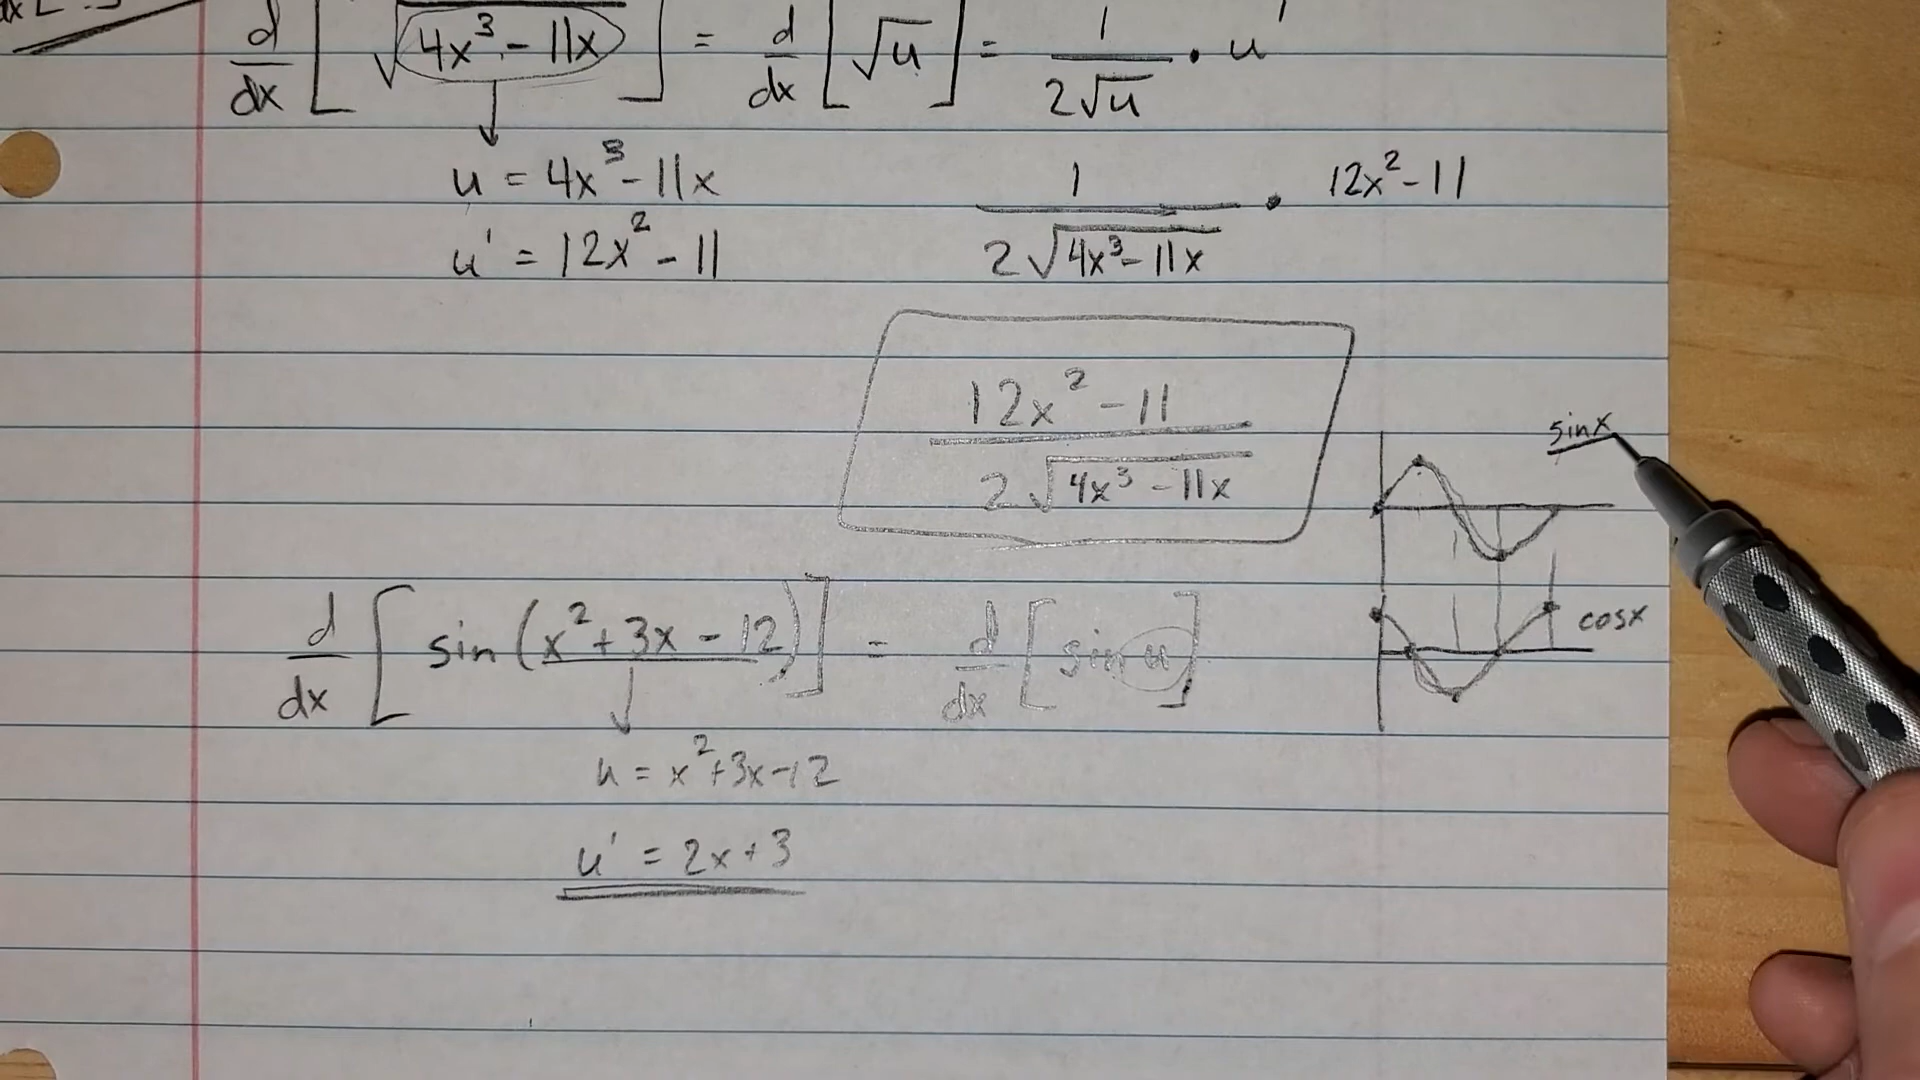 d/dx [ √(4x³ - 11x) ] = d/dx [ √u ] = 1/(2√u) · u'
u = 4x³ - 11x
1/(2√(4x³ - 11x)) · 12x² - 11
u' = 12x² - 11
(12x² - 11)/(2√(4x³ - 11x))
sinx
cosx
d/dx [ sin (x² + 3x - 12) ] = d/dx [ sin u ]
u = x² + 3x - 12
u' = 2x + 3